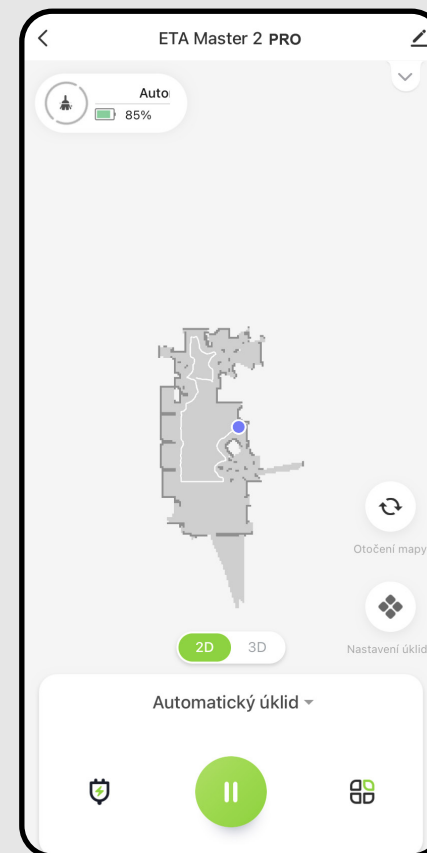 ETA Master 2 PRO
Auto
85%
Otočení mapy
2D 3D
Nastavení úklid
Automatický úklid